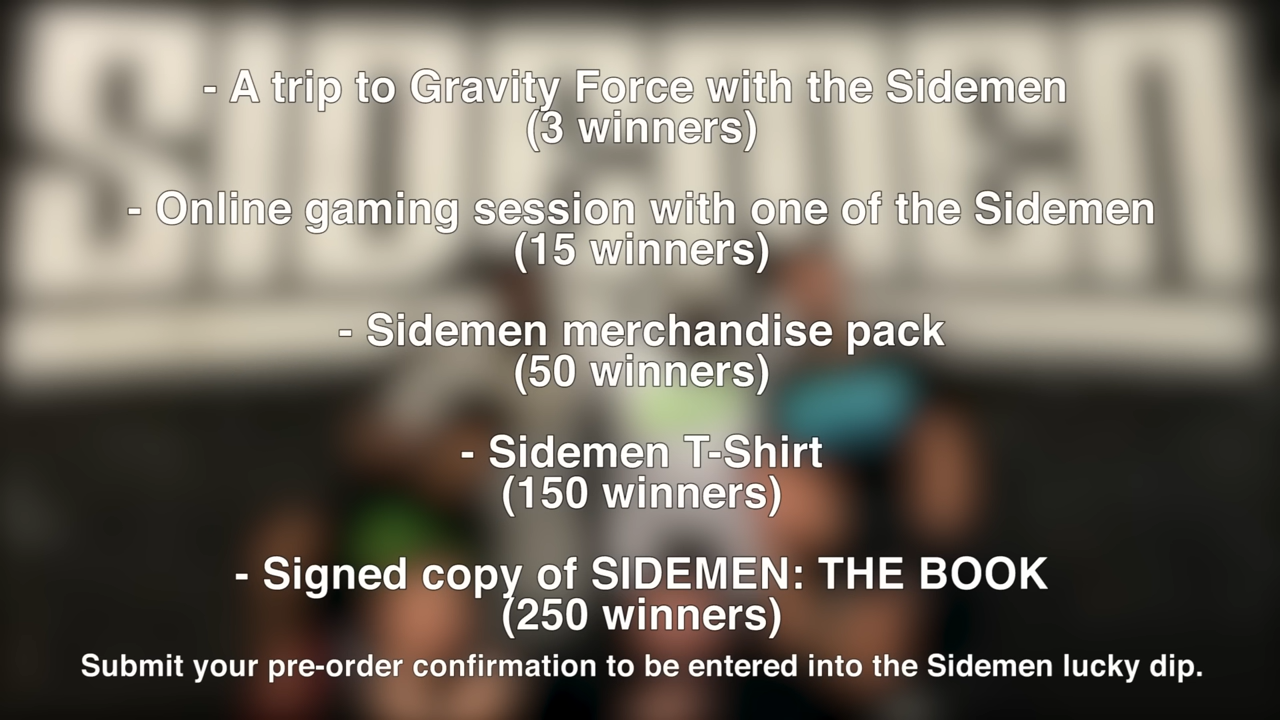 SIDEMEN
- A trip to Gravity Force with the Sidemen
(3 winners)
- Online gaming session with one of the Sidemen
(15 winners)
- Sidemen merchandise pack
(50 winners)
- Sidemen T-Shirt
(150 winners)
- Signed copy of SIDEMEN: THE BOOK
(250 winners)
Submit your pre-order confirmation to be entered into the Sidemen lucky dip.